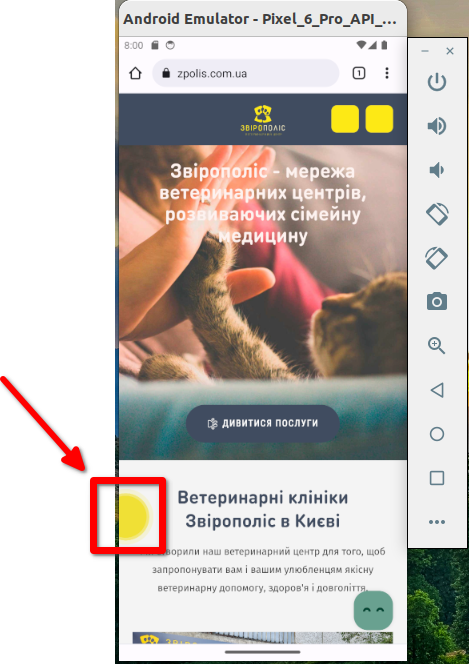 Android Emulator - Pixel_6_Pro_API_...
8:00
zpolis.com.ua
1
ЗВІРОПОЛІС
Звірополіс - мережа
ветеринарних центрів,
розвиваючих сімейну
медицину
ДИВИТИСЯ ПОСЛУГИ
Ветеринарні клініки
Звірополіс в Києві
творили наш ветеринарний центр для того, щоб
запропонувати вам і вашим улюбленцям якісну
ветеринарну допомогу, здоров'я і довголіття.